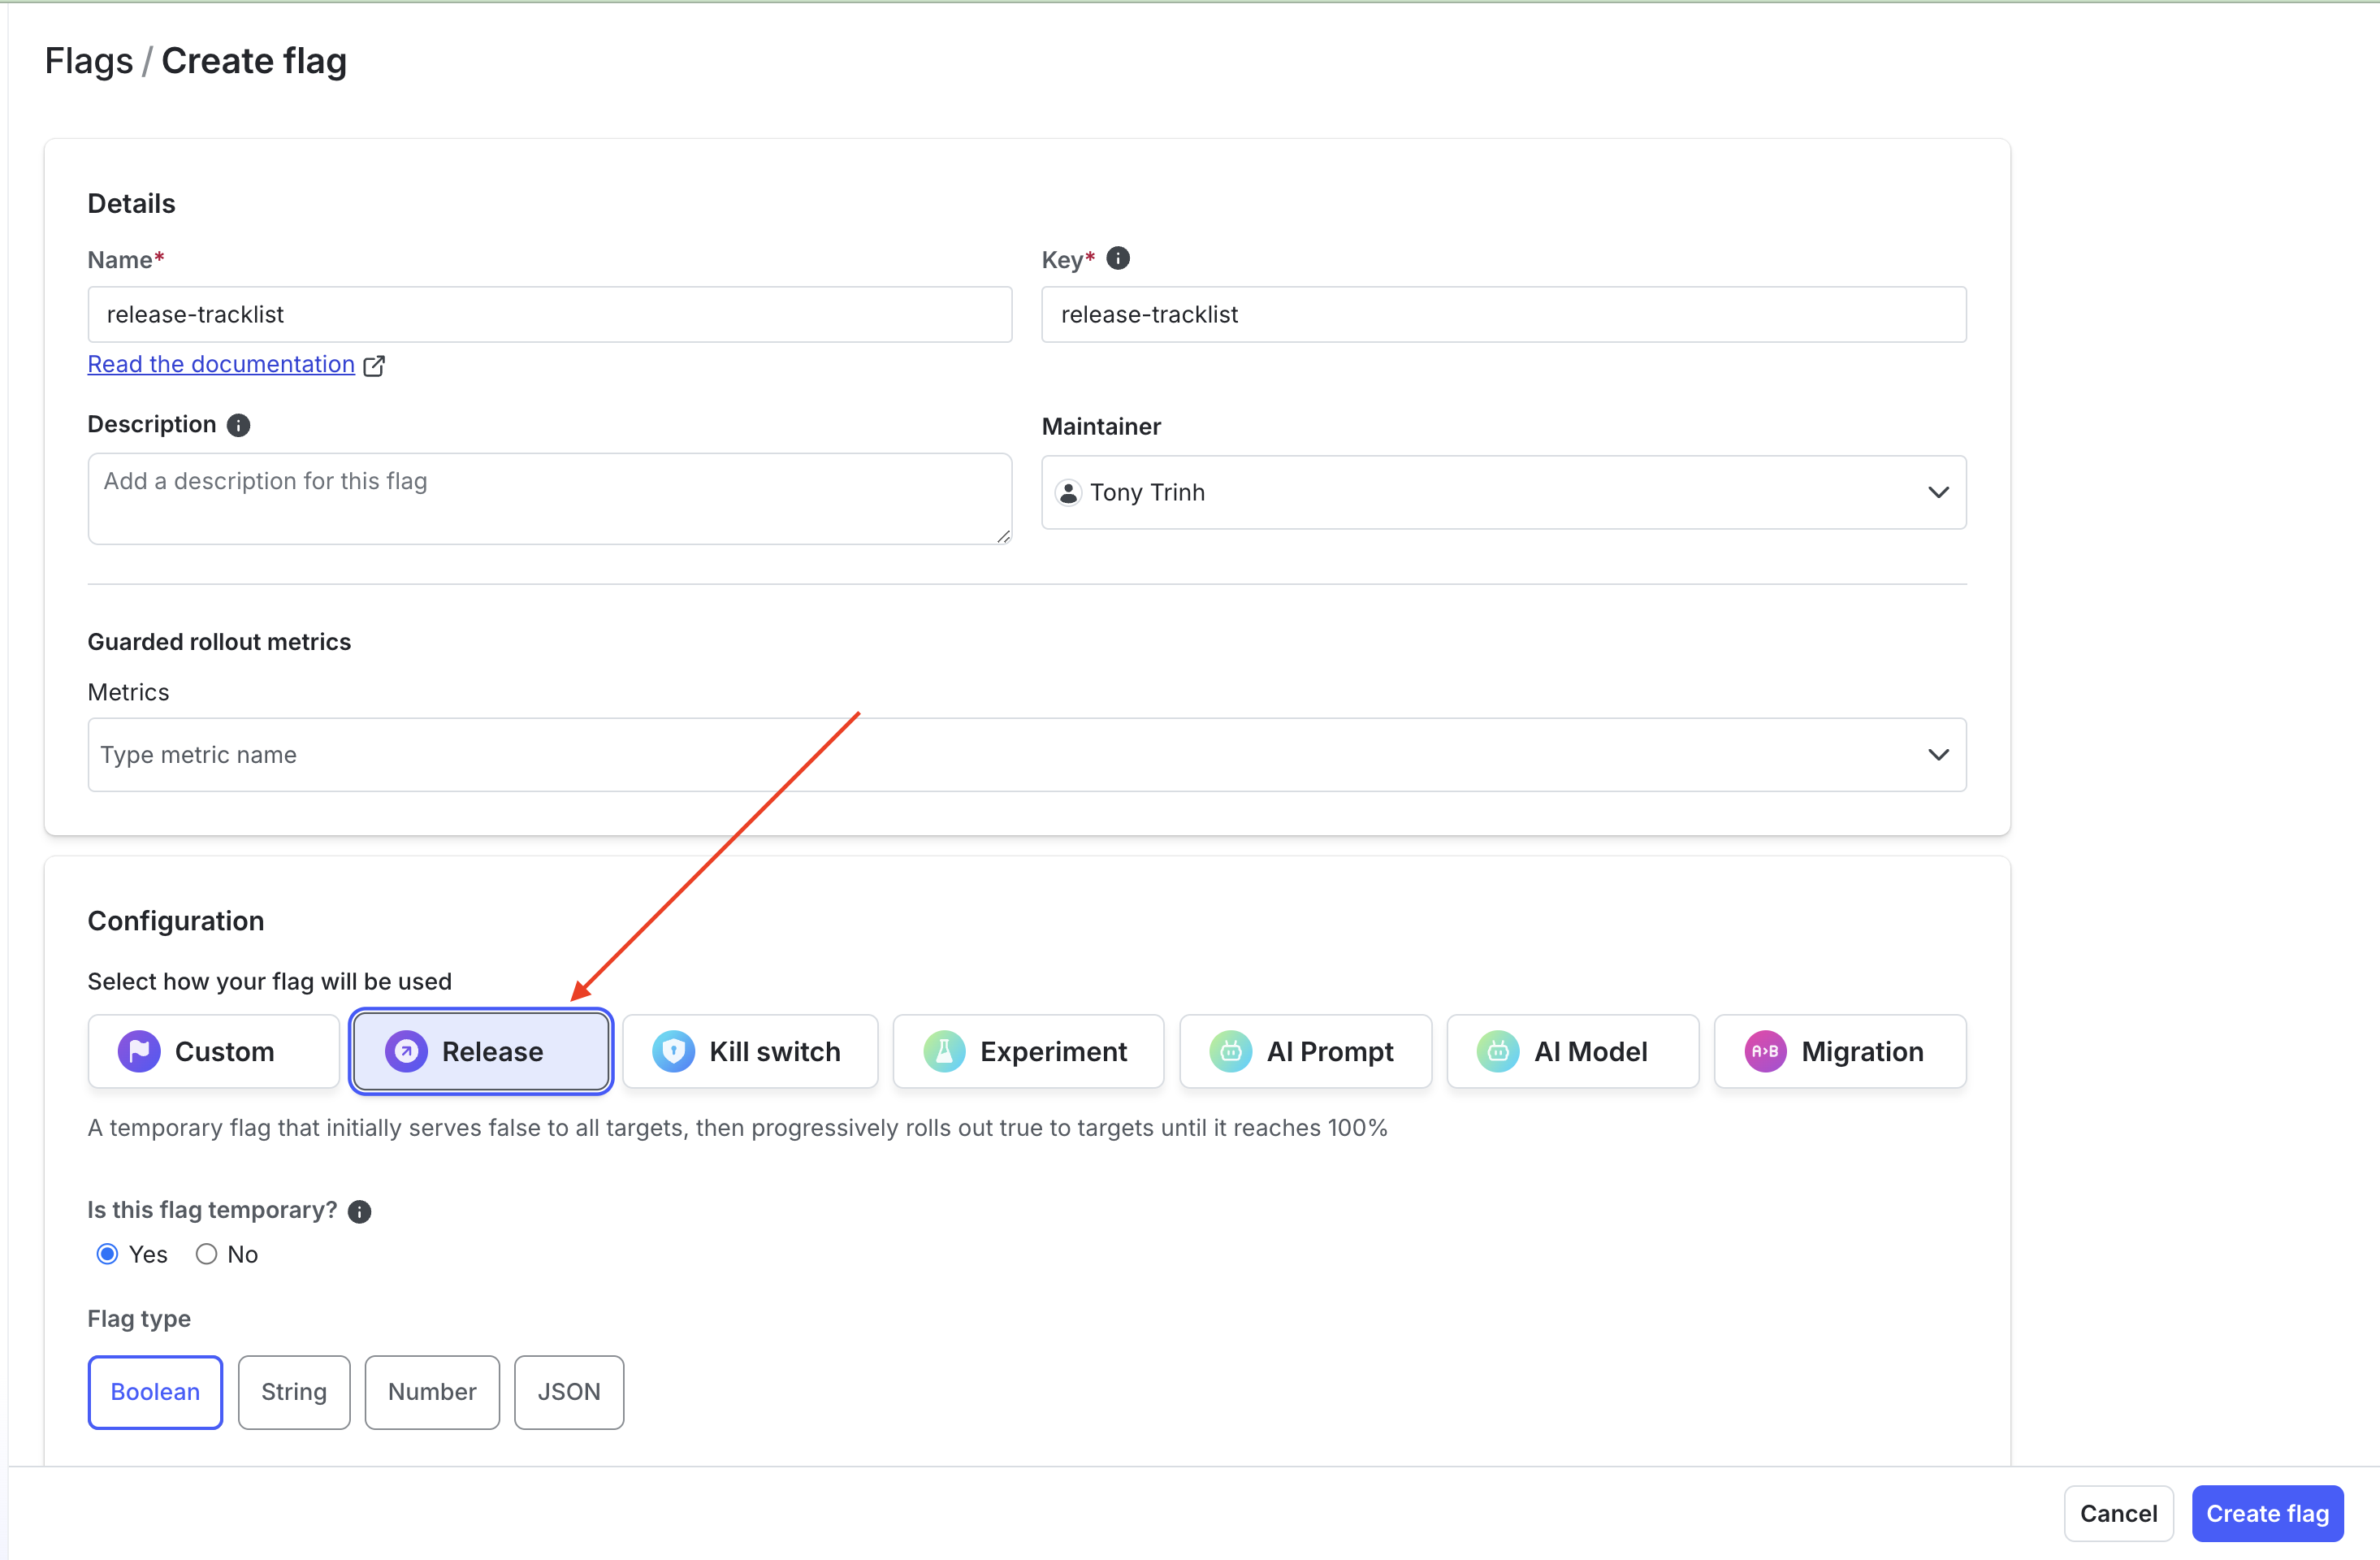 Flags / Create flag
Details
Name* Key*
release-tracklist release-tracklist
Read the documentation
Description Maintainer
Add a description for this flag Tony Trinh
Guarded rollout metrics
Metrics
Type metric name
Configuration
Select how your flag will be used
Custom Release Kill switch Experiment AI Prompt AI Model A>B Migration
A temporary flag that initially serves false to all targets, then progressively rolls out true to targets until it reaches 100%
Is this flag temporary?
Yes No
Flag type
Boolean String Number JSON
Cancel Create flag